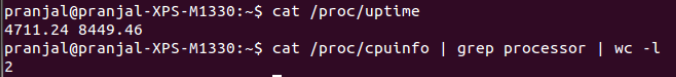 pranjal@pranjal-XPS-M1330:~$ cat /proc/uptime
4711.24 8449.46
pranjal@pranjal-XPS-M1330:~$ cat /proc/cpuinfo | grep processor | wc -l
2